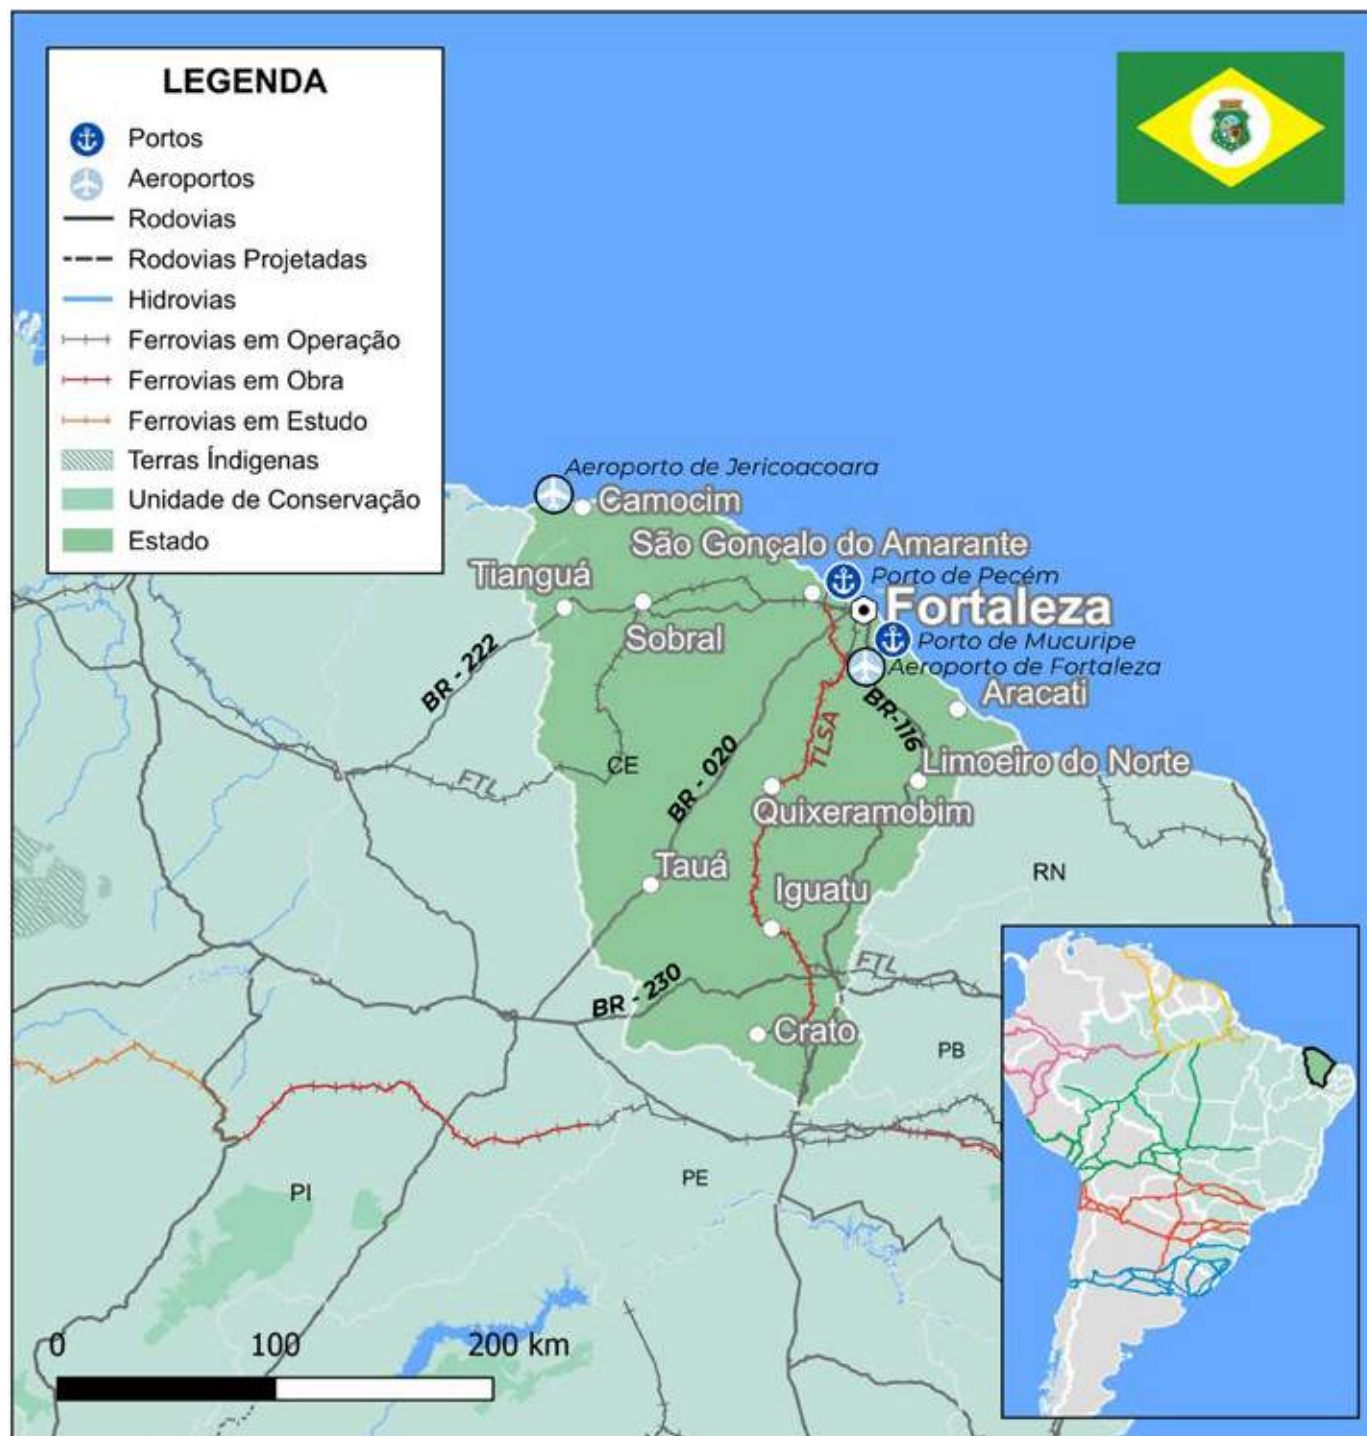 LEGENDA
Portos
Aeroportos
Rodovias
Rodovias Projetadas
Hidrovias
Ferrovias em Operação
Ferrovias em Obra
Ferrovias em Estudo
Terras Índigenas
Unidade de Conservação
Estado
Aeroporto de Jericoacoara
Camocim
São Gonçalo do Amarante
Tianguá
Porto de Pecém
Fortaleza
Sobral
Porto de Mucuripe
Aeroporto de Fortaleza
BR - 222
Aracati
BR-116
TLSA
BR - 020
CE
FTL
Limoeiro do Norte
Quixeramobim
Tauá
RN
Iguatu
FTL
BR - 230
Crato
PB
PE
PI
0 100 200 km